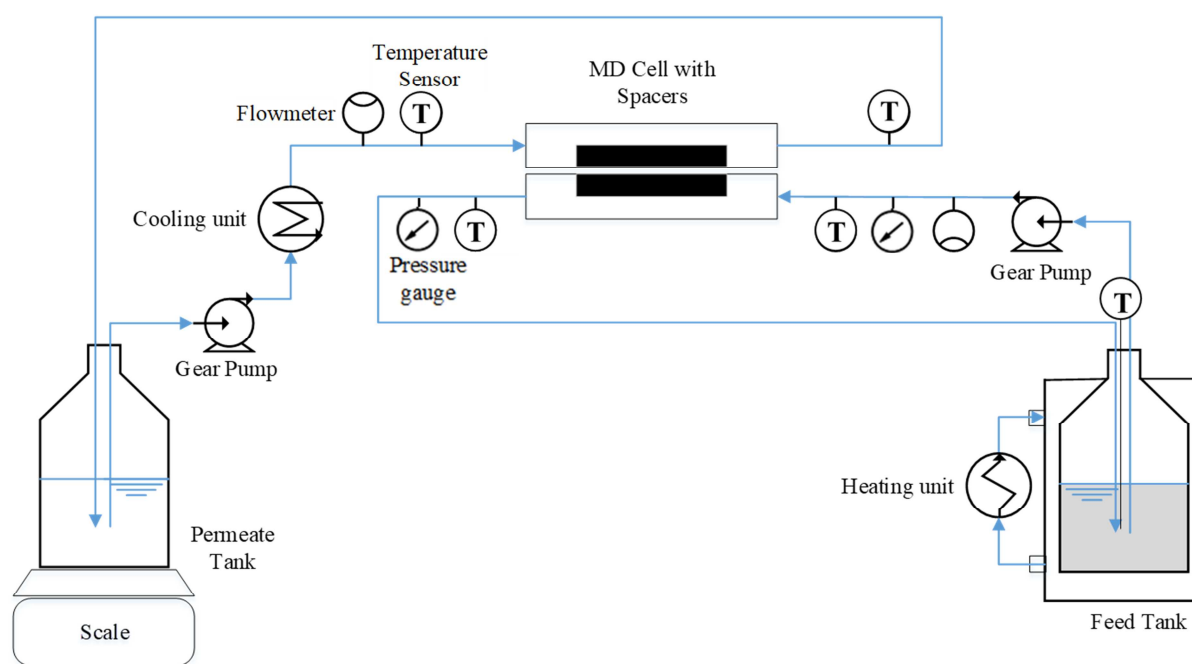 Temperature
Sensor
MD Cell with
Spacers
Flowmeter
T
T
Cooling unit
T
T
Pressure
gauge
Gear Pump
T
Gear Pump
Heating unit
Permeate
Tank
Scale
Feed Tank